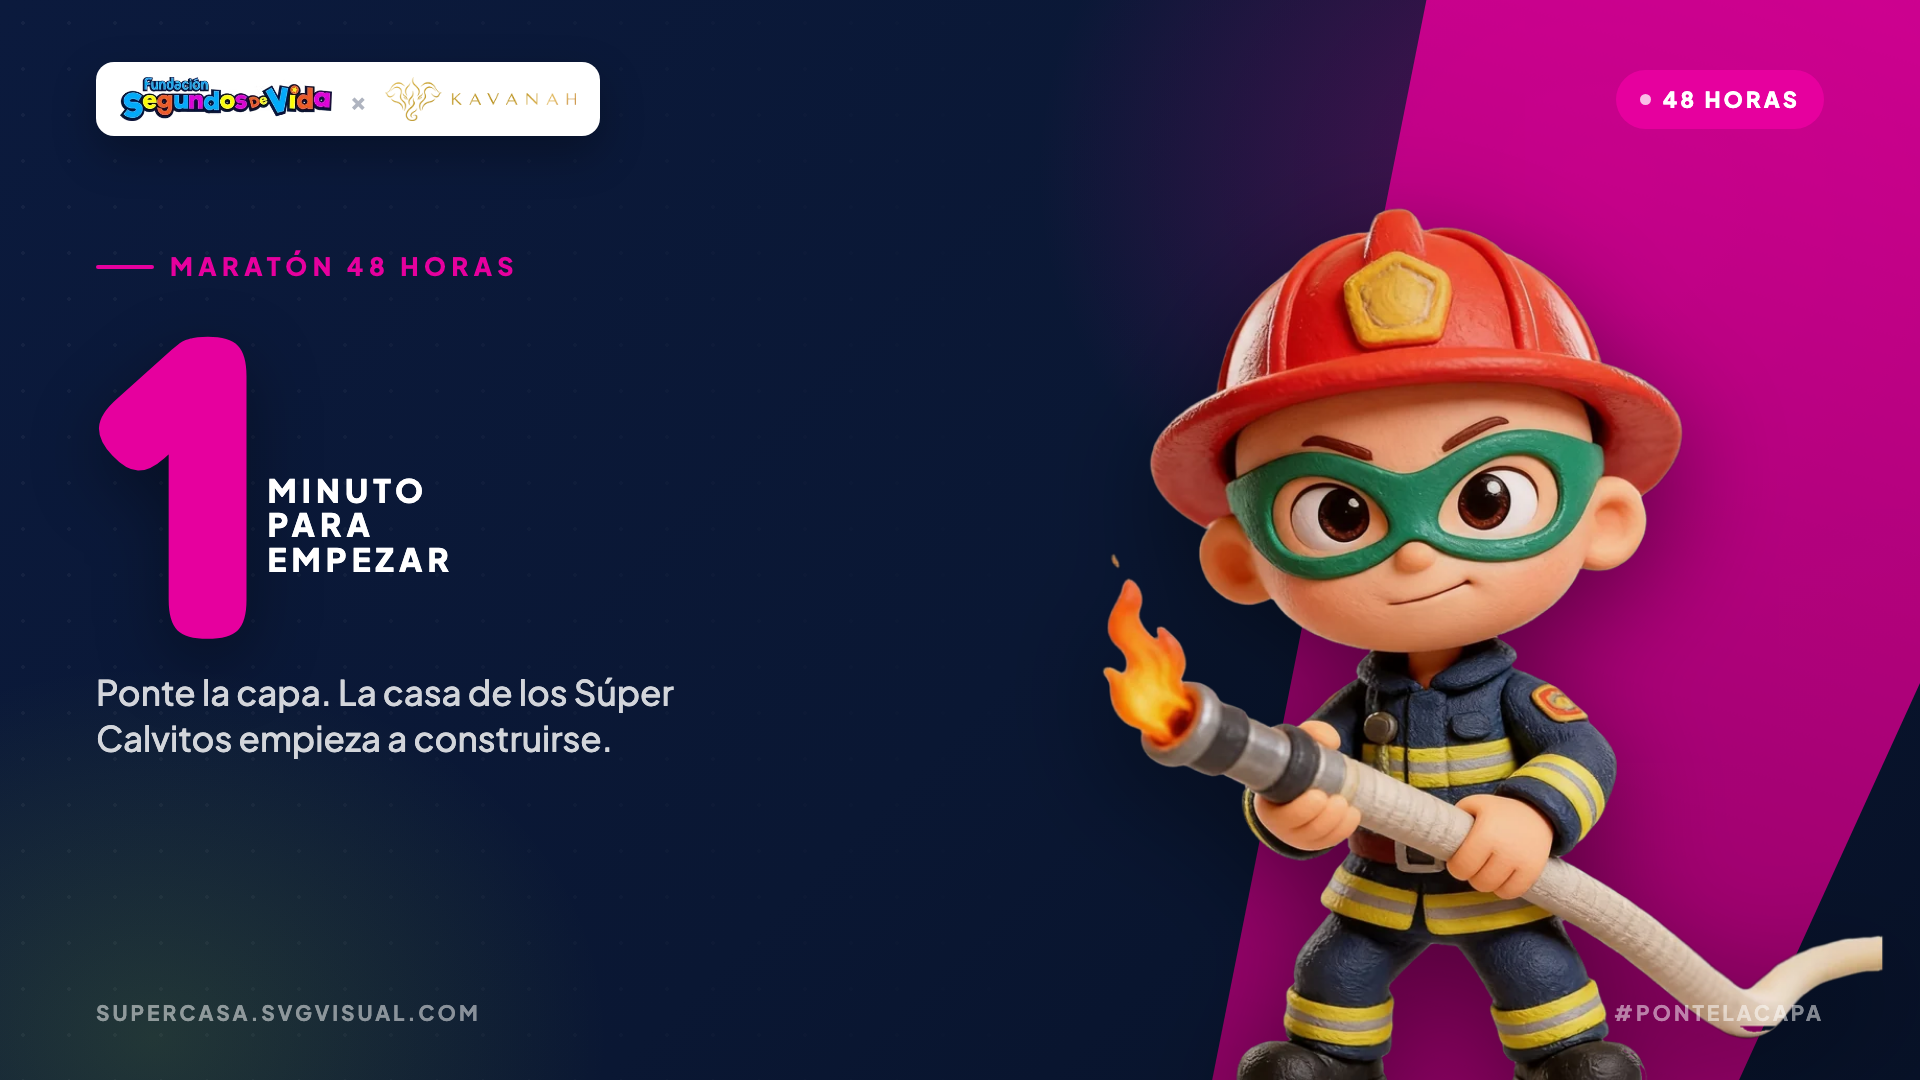 Fundación
Segundos DE Vida × KAVANAH
48 HORAS
MARATÓN 48 HORAS
1
MINUTO
PARA
EMPEZAR
Ponte la capa. La casa de los Súper
Calvitos empieza a construirse.
SUPERCASA.SVGVISUAL.COM
#PONTELACAPA